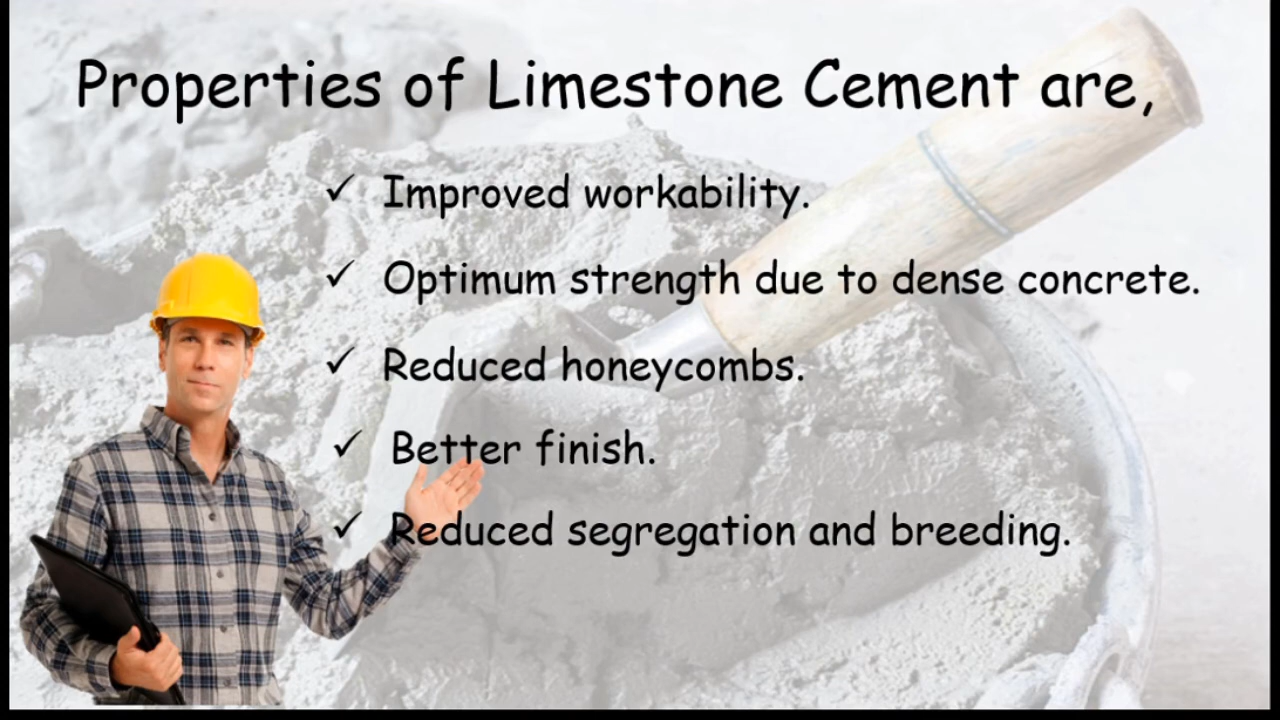 Properties of Limestone Cement are,
✓ Improved workability.
✓ Optimum strength due to dense concrete.
✓ Reduced honeycombs.
✓ Better finish.
✓ Reduced segregation and breeding.